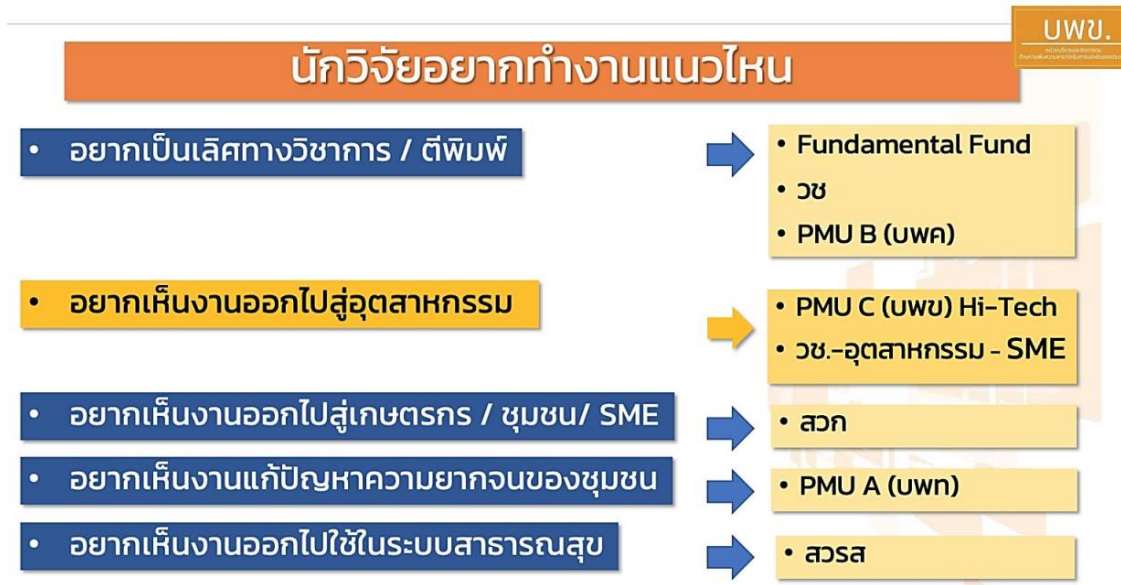 บพข.
นักวิจัยอยากทำงานแนวไหน
• อยากเป็นเลิศทางวิชาการ / ตีพิมพ์
• Fundamental Fund
• วช
• PMU B (บพค)
• อยากเห็นงานออกไปสู่อุตสาหกรรม
• PMU C (บพข) Hi-Tech
• วช.-อุตสาหกรรม - SME
• อยากเห็นงานออกไปสู่เกษตรกร / ชุมชน/ SME
• สวก
• อยากเห็นงานแก้ปัญหาความยากจนของชุมชน
• PMU A (บพท)
• อยากเห็นงานออกไปใช้ในระบบสาธารณสุข
• สวรส